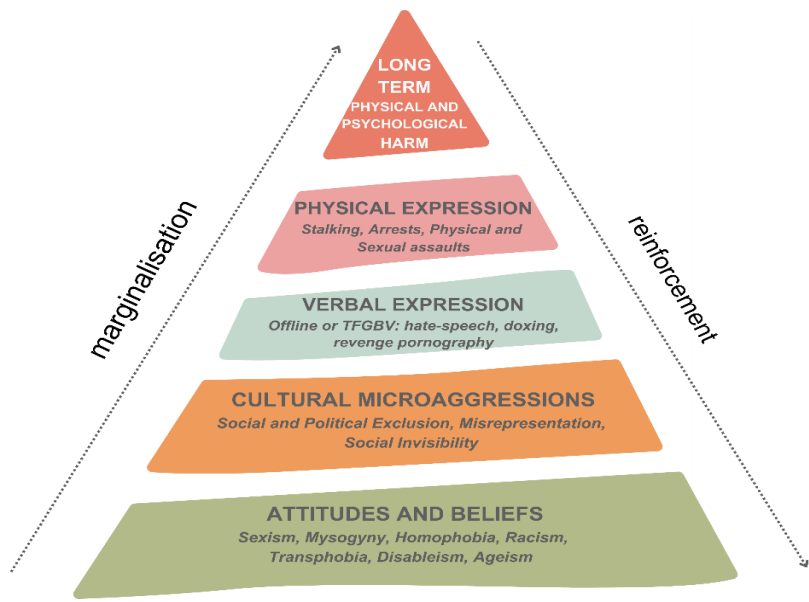 LONG
TERM
PHYSICAL AND
PSYCHOLOGICAL
HARM
marginalisation
reinforcement
PHYSICAL EXPRESSION
Stalking, Arrests, Physical and
Sexual assaults
VERBAL EXPRESSION
Offline or TFGBV: hate-speech, doxing,
revenge pornography
CULTURAL MICROAGGRESSIONS
Social and Political Exclusion, Misrepresentation,
Social Invisibility
ATTITUDES AND BELIEFS
Sexism, Mysogyny, Homophobia, Racism,
Transphobia, Disableism, Ageism